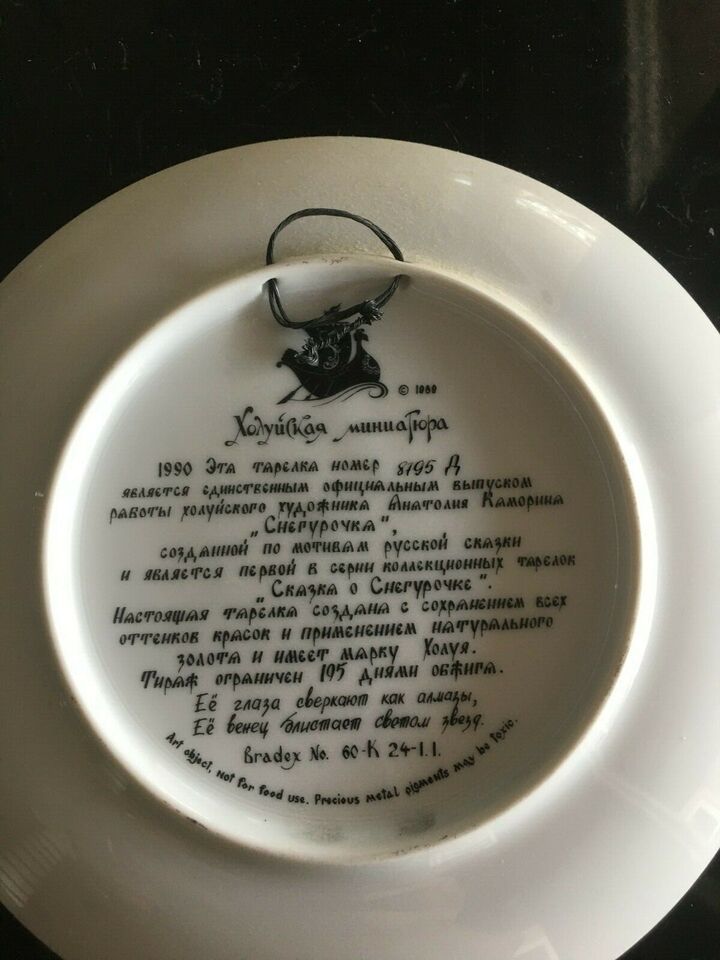 © 1989
Холуйская миниатюра
1990 Эта тарелка номер 8195 Д
является единственным официальным выпуском
работы холуйского художника Анатолия Каморина
„Снегурочка",
созданной по мотивам русской сказки
и является первой в серии коллекционных тарелок
„Сказка о Снегурочке".
Настоящая тарелка создана с сохранением всех
оттенков красок и применением натурального
золота и имеет марку Холуя.
Тираж ограничен 195 днями обжига.
Её глаза сверкают как алмазы,
Её венец блистает светом звезд.
Bradex No. 60-K 24-1.1.
Art object, not for food use. Precious metal pigments may be toxic.